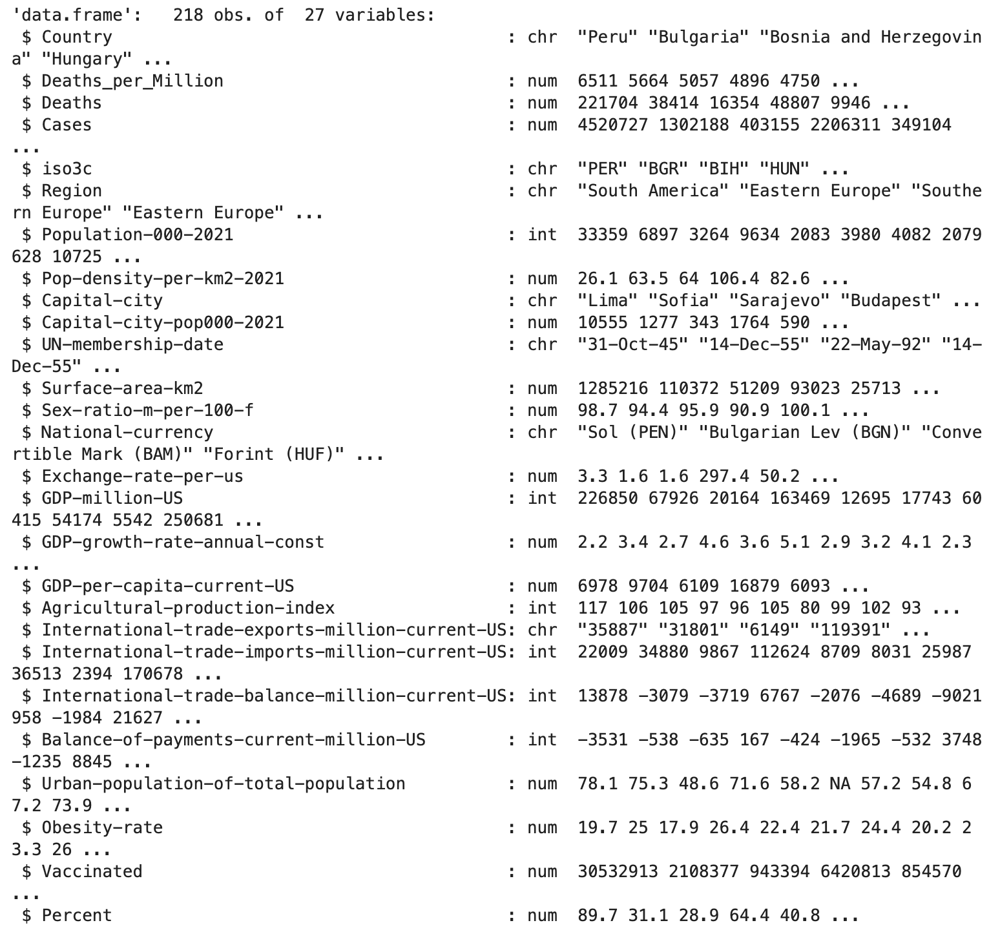 'data.frame':   218 obs. of  27 variables:
 $ Country                                       : chr  "Peru" "Bulgaria" "Bosnia and Herzegovin
a" "Hungary" ...
 $ Deaths_per_Million                            : num  6511 5664 5057 4896 4750 ...
 $ Deaths                                        : num  221704 38414 16354 48807 9946 ...
 $ Cases                                         : num  4520727 1302188 403155 2206311 349104
...
 $ iso3c                                         : chr  "PER" "BGR" "BIH" "HUN" ...
 $ Region                                        : chr  "South America" "Eastern Europe" "Southe
rn Europe" "Eastern Europe" ...
 $ Population-000-2021                           : int  33359 6897 3264 9634 2083 3980 4082 2079
628 10725 ...
 $ Pop-density-per-km2-2021                      : num  26.1 63.5 64 106.4 82.6 ...
 $ Capital-city                                  : chr  "Lima" "Sofia" "Sarajevo" "Budapest" ...
 $ Capital-city-pop000-2021                      : num  10555 1277 343 1764 590 ...
 $ UN-membership-date                            : chr  "31-Oct-45" "14-Dec-55" "22-May-92" "14-
Dec-55" ...
 $ Surface-area-km2                              : num  1285216 110372 51209 93023 25713 ...
 $ Sex-ratio-m-per-100-f                         : num  98.7 94.4 95.9 90.9 100.1 ...
 $ National-currency                             : chr  "Sol (PEN)" "Bulgarian Lev (BGN)" "Conve
rtible Mark (BAM)" "Forint (HUF)" ...
 $ Exchange-rate-per-us                          : num  3.3 1.6 1.6 297.4 50.2 ...
 $ GDP-million-US                                : int  226850 67926 20164 163469 12695 17743 60
415 54174 5542 250681 ...
 $ GDP-growth-rate-annual-const                  : num  2.2 3.4 2.7 4.6 3.6 5.1 2.9 3.2 4.1 2.3
...
 $ GDP-per-capita-current-US                     : num  6978 9704 6109 16879 6093 ...
 $ Agricultural-production-index                 : int  117 106 105 97 96 105 80 99 102 93 ...
 $ International-trade-exports-million-current-US: chr  "35887" "31801" "6149" "119391" ...
 $ International-trade-imports-million-current-US: int  22009 34880 9867 112624 8709 8031 25987
36513 2394 170678 ...
 $ International-trade-balance-million-current-US: int  13878 -3079 -3719 6767 -2076 -4689 -9021
958 -1984 21627 ...
 $ Balance-of-payments-current-million-US        : int  -3531 -538 -635 167 -424 -1965 -532 3748
-1235 8845 ...
 $ Urban-population-of-total-population          : num  78.1 75.3 48.6 71.6 58.2 NA 57.2 54.8 6
7.2 73.9 ...
 $ Obesity-rate                                  : num  19.7 25 17.9 26.4 22.4 21.7 24.4 20.2 2
3.3 26 ...
 $ Vaccinated                                    : num  30532913 2108377 943394 6420813 854570
...
 $ Percent                                       : num  89.7 31.1 28.9 64.4 40.8 ...